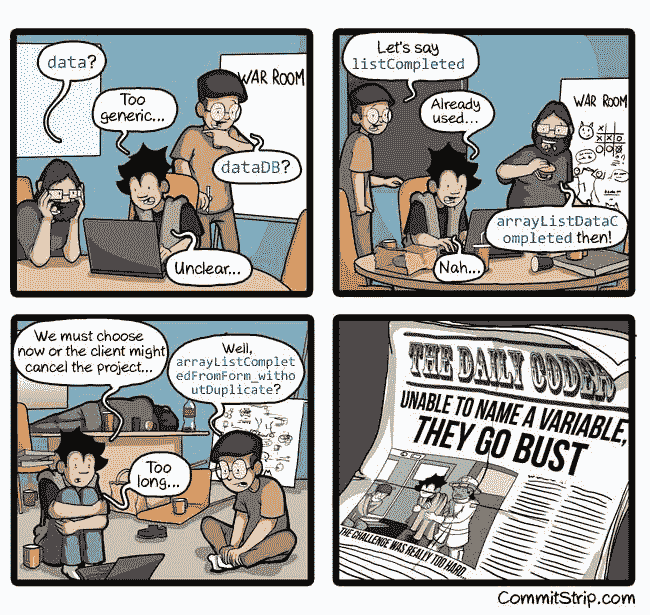 data?
Too
generic...
WAR ROOM
dataDB?
Unclear...
Let's say
listCompleted
Already
used...
WAR ROOM
arrayListDataC
ompleted then!
Nah...
We must choose
now or the client might
cancel the project...
Well,
arrayListComplet
edFromForm_witho
utDuplicate?
Too
long...
THE DAILY CODER
UNABLE TO NAME A VARIABLE,
THEY GO BUST
THE CHALLENGE WAS REALLY TOO HARD...
CommitStrip.com